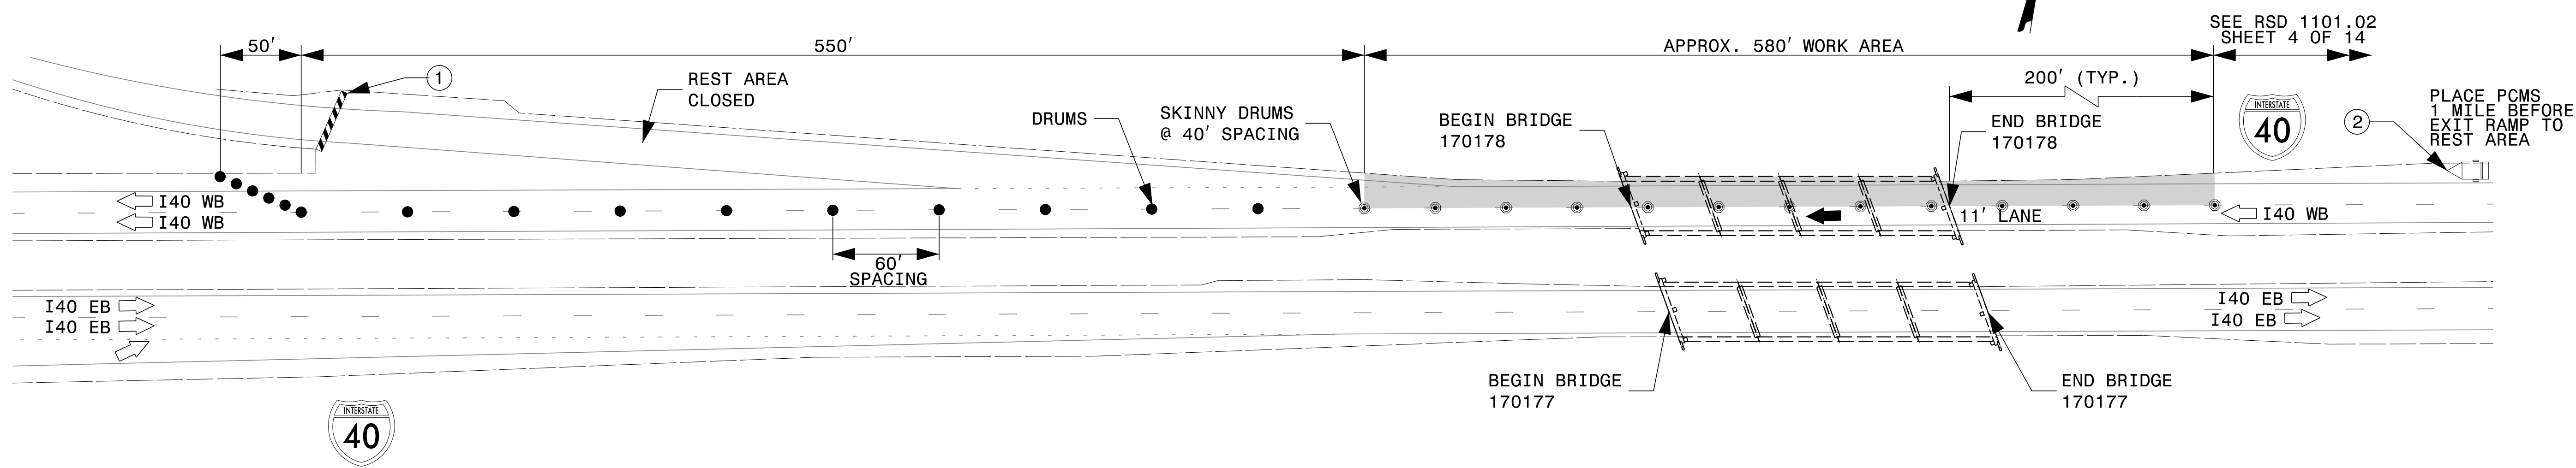 SEE RSD 1101.02
SHEET 4 OF 14
50'
550'
APPROX. 580' WORK AREA
200' (TYP.)
1
REST AREA
CLOSED
DRUMS
SKINNY DRUMS
@ 40' SPACING
BEGIN BRIDGE
170178
END BRIDGE
170178
INTERSTATE
40
2
PLACE PCMS
1 MILE BEFORE
EXIT RAMP TO
REST AREA
I40 WB
I40 WB
11' LANE
I40 WB
60'
SPACING
I40 EB
I40 EB
I40 EB
I40 EB
BEGIN BRIDGE
170177
END BRIDGE
170177
INTERSTATE
40